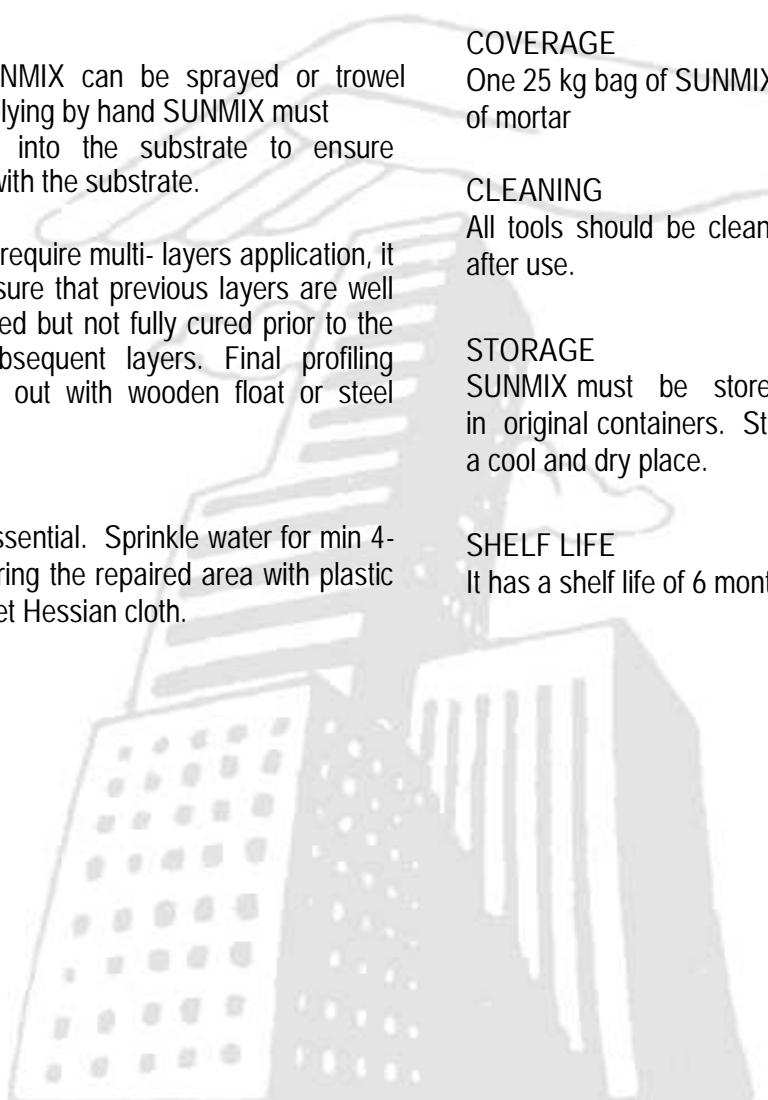 NMIX can be sprayed or trowel
lying by hand SUNMIX must
into the substrate to ensure
with the substrate.
require multi- layers application, it
sure that previous layers are well
ed but not fully cured prior to the
bsequent layers. Final profiling
out with wooden float or steel
ssential. Sprinkle water for min 4-
ring the repaired area with plastic
et Hessian cloth.
COVERAGE
One 25 kg bag of SUNMIX
of mortar
CLEANING
All tools should be clean
after use.
STORAGE
SUNMIX must be store
in original containers. St
a cool and dry place.
SHELF LIFE
It has a shelf life of 6 mont